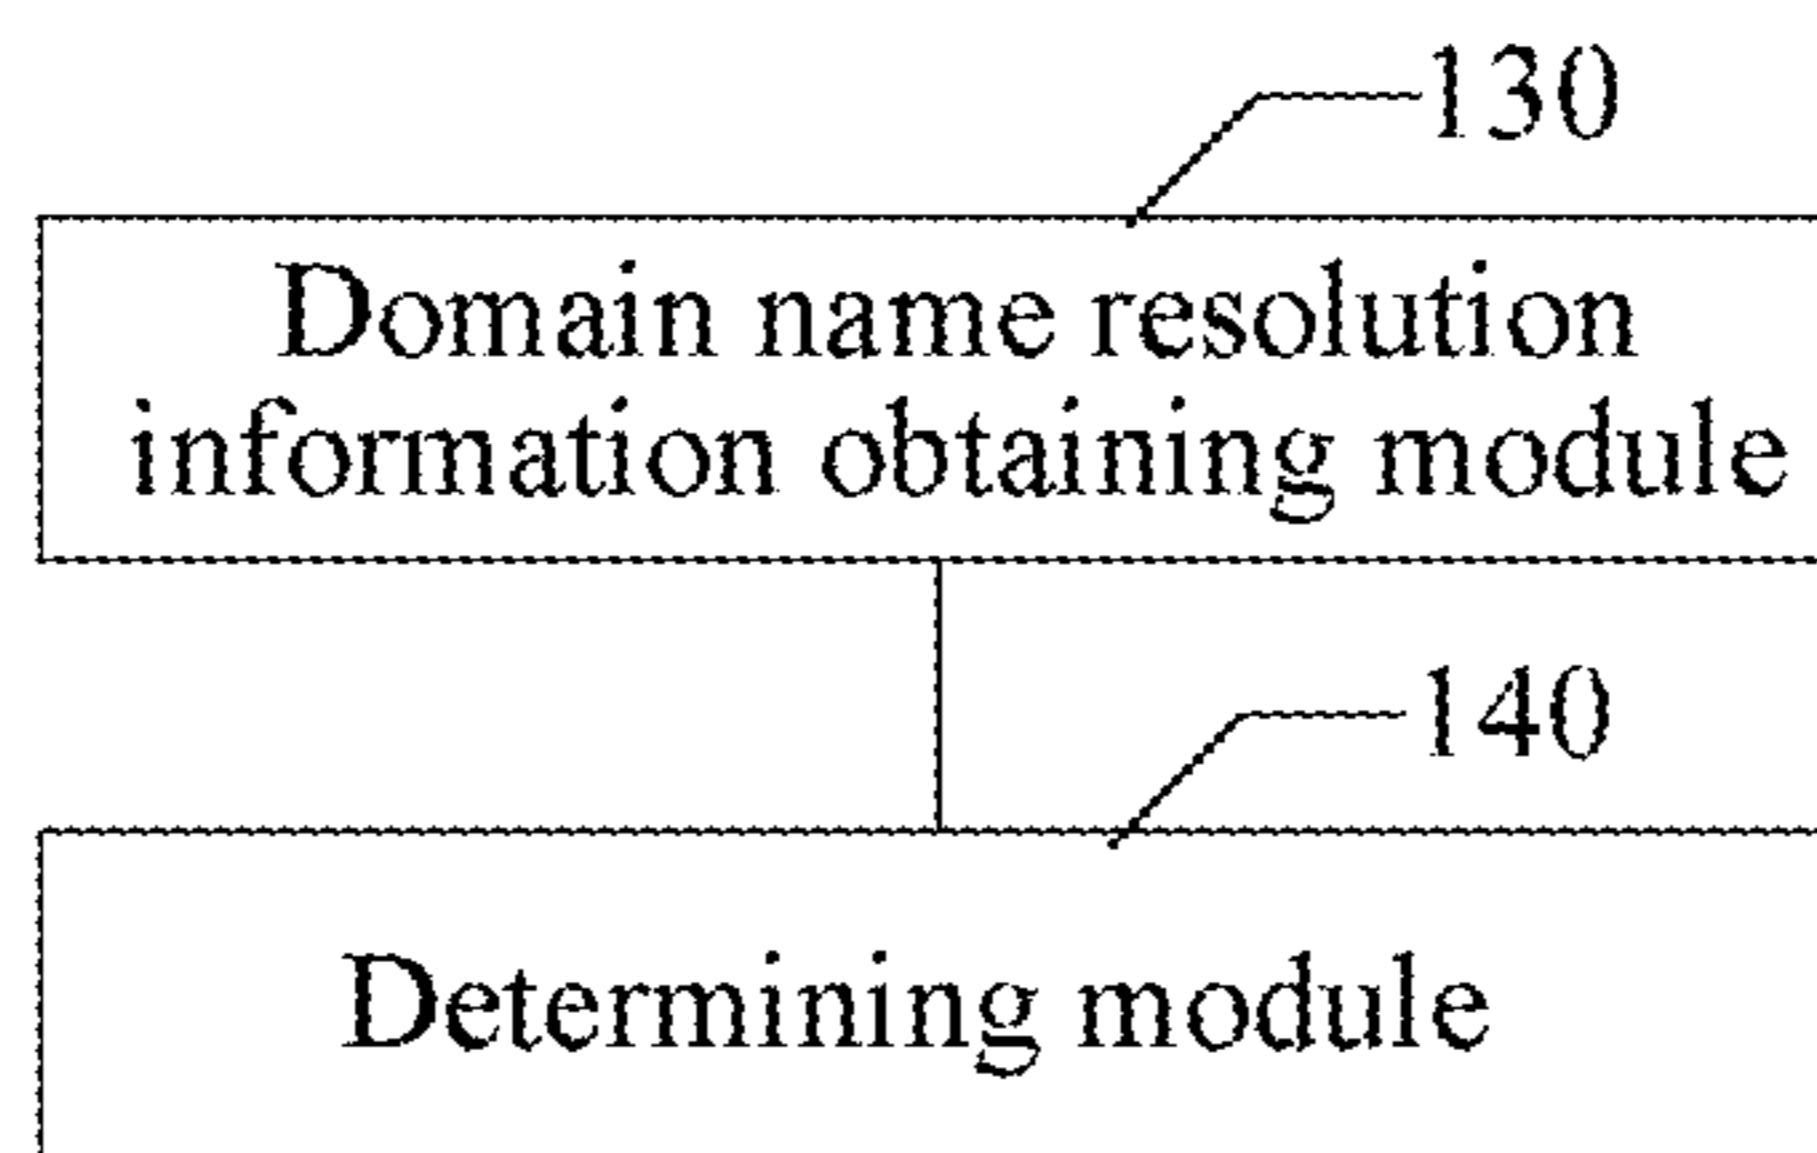 130
Domain name resolution
information obtaining module
140
Determining module